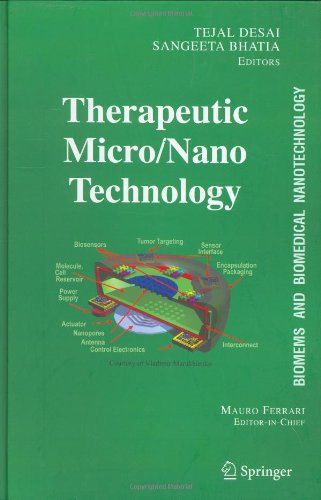 TEJAL DESAI
SANGEETA BHATIA
EDITORS
Therapeutic
Micro/Nano
Technology
BIOMEMS AND BIOMEDICAL NANOTECHNOLOGY
Biosensors
Tumor Targeting
Sensor
Interface
Molecule,
Cell
Reservoir
Encapsulation
Packaging
Power
Supply
Actuator
Nanopores
Antenna
Control Electronics
Interconnect
Courtesy of Vladimir Marukhlenko
MAURO FERRARI
EDITOR-IN-CHIEF
Springer